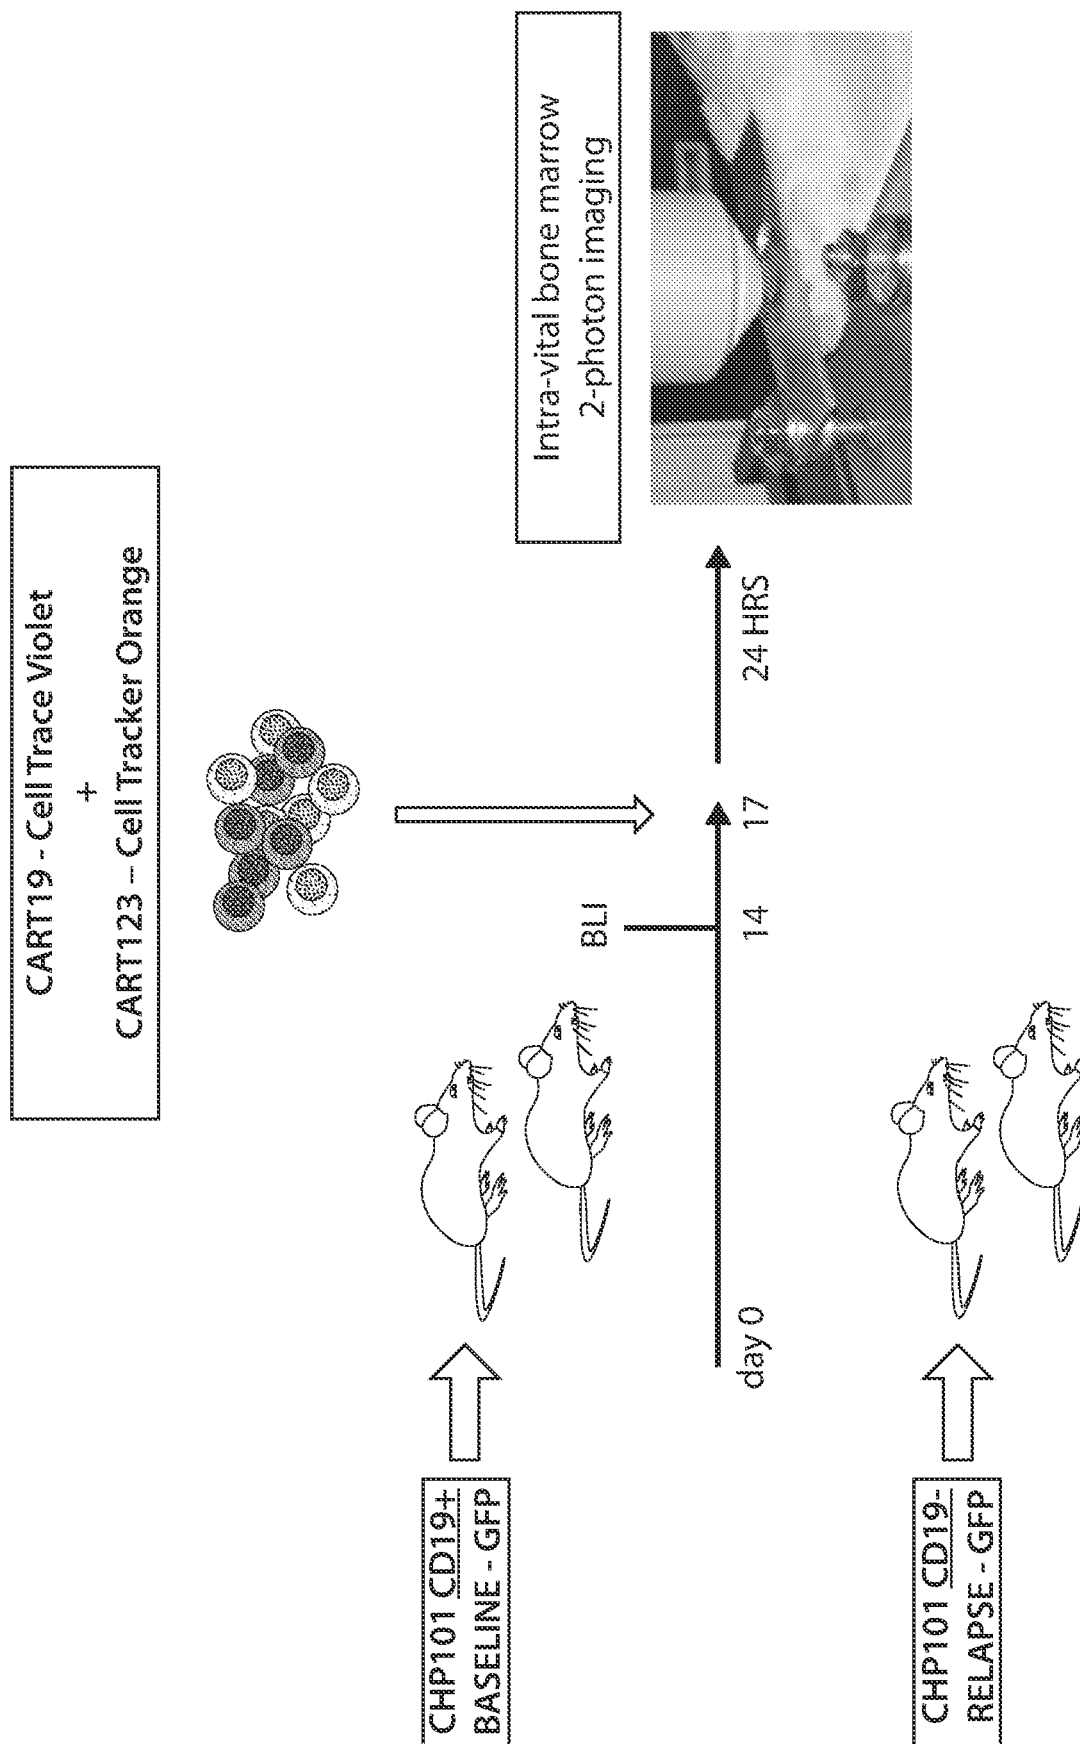 CART19 - Cell Trace Violet
+
CART123 – Cell Tracker Orange
Intra-vital bone marrow
2-photon imaging
CHP101 CD19+
BASELINE - GFP
BLI
day 0
14
17
24 HRS
CHP101 CD19-
RELAPSE - GFP